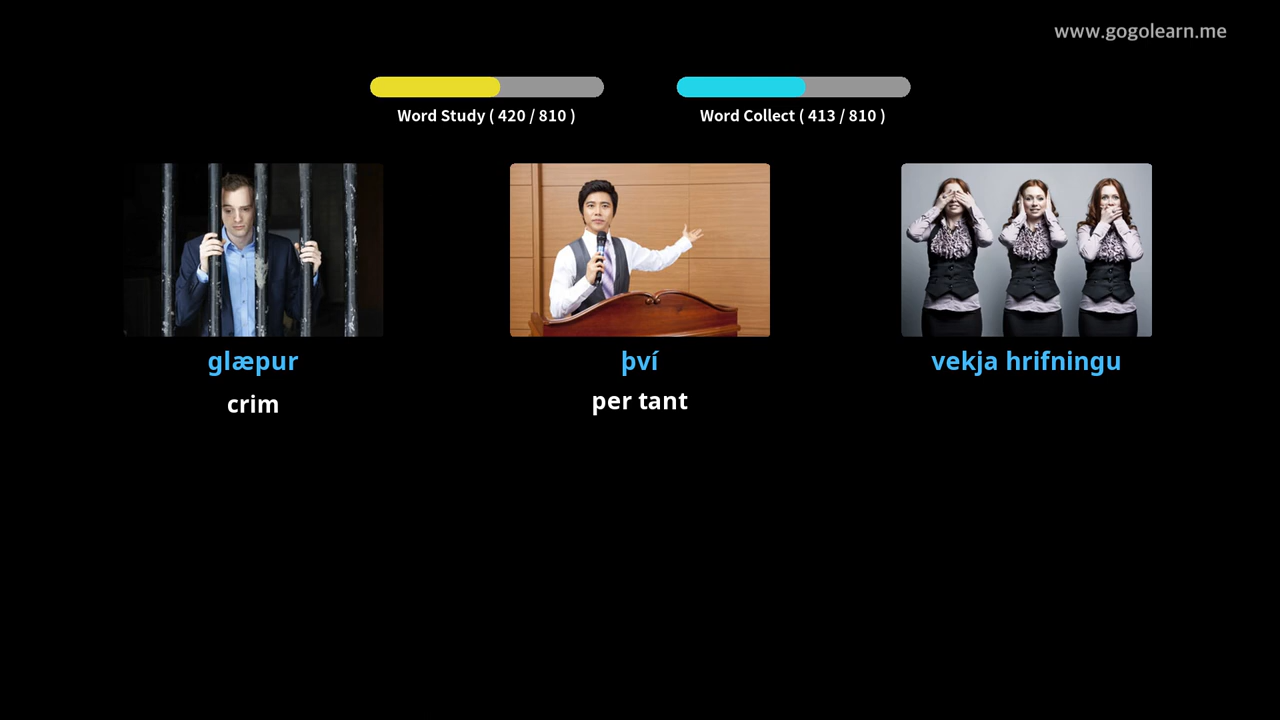 www.gogolearn.me
Word Study ( 420 / 810 )
Word Collect ( 413 / 810 )
glæpur
því
vekja hrifningu
crim
per tant